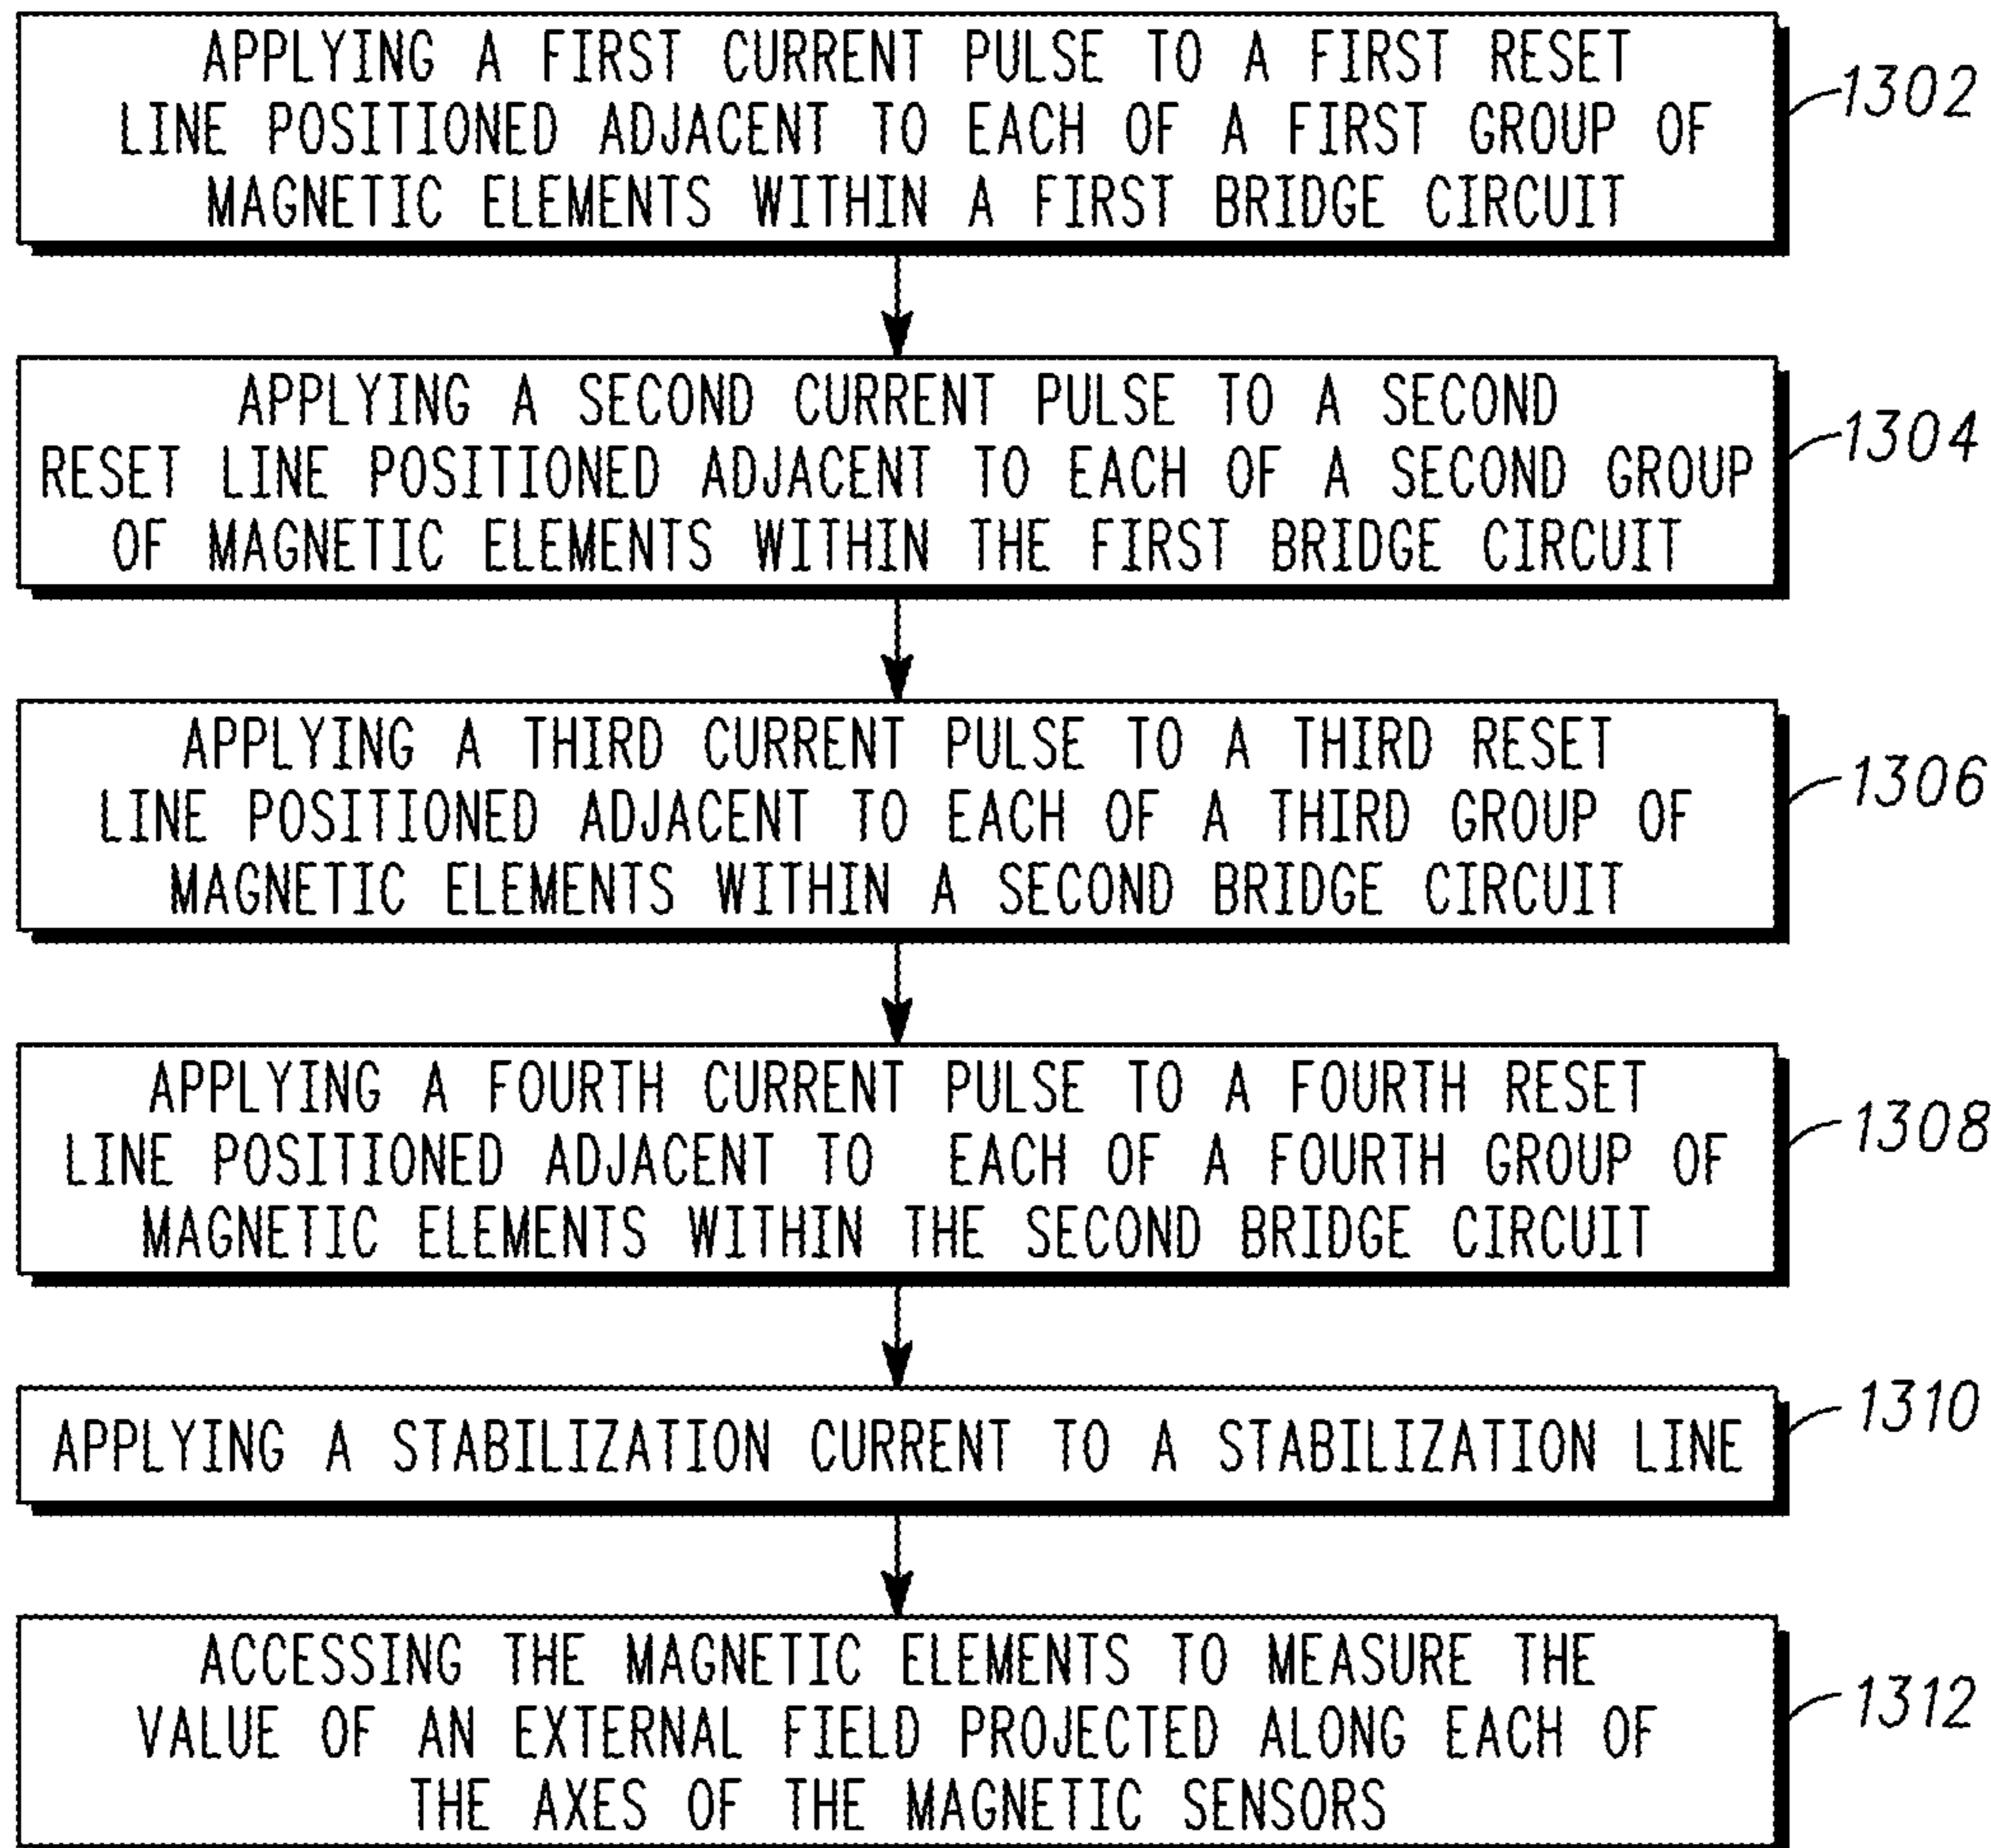 APPLYING A FIRST CURRENT PULSE TO A FIRST RESET
LINE POSITIONED ADJACENT TO EACH OF A FIRST GROUP OF
MAGNETIC ELEMENTS WITHIN A FIRST BRIDGE CIRCUIT
1302
APPLYING A SECOND CURRENT PULSE TO A SECOND
RESET LINE POSITIONED ADJACENT TO EACH OF A SECOND GROUP
OF MAGNETIC ELEMENTS WITHIN THE FIRST BRIDGE CIRCUIT
1304
APPLYING A THIRD CURRENT PULSE TO A THIRD RESET
LINE POSITIONED ADJACENT TO EACH OF A THIRD GROUP OF
MAGNETIC ELEMENTS WITHIN A SECOND BRIDGE CIRCUIT
1306
APPLYING A FOURTH CURRENT PULSE TO A FOURTH RESET
LINE POSITIONED ADJACENT TO EACH OF A FOURTH GROUP OF
MAGNETIC ELEMENTS WITHIN THE SECOND BRIDGE CIRCUIT
1308
APPLYING A STABILIZATION CURRENT TO A STABILIZATION LINE
1310
ACCESSING THE MAGNETIC ELEMENTS TO MEASURE THE
VALUE OF AN EXTERNAL FIELD PROJECTED ALONG EACH OF
THE AXES OF THE MAGNETIC SENSORS
1312